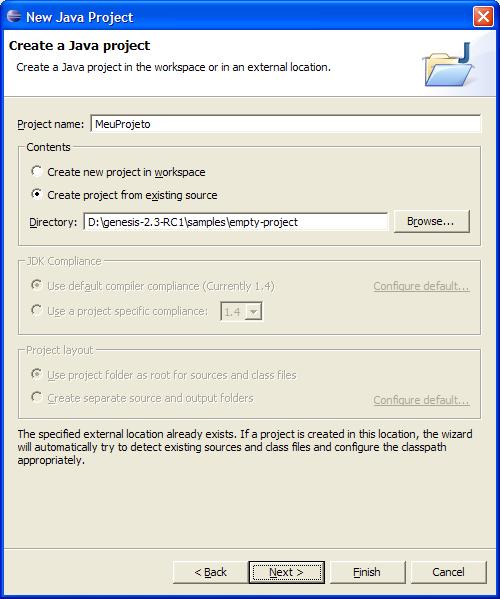 New Java Project
Create a Java project
Create a Java project in the workspace or in an external location.
J
Project name: MeuProjeto
Contents
Create new project in workspace
Create project from existing source
Directory: D:\genesis-2.3-RC1\samples\empty-project Browse...
JDK Compliance
Use default compiler compliance (Currently 1.4) Configure default...
Use a project specific compliance: 1.4
Project layout
Use project folder as root for sources and class files
Create separate source and output folders Configure default...
The specified external location already exists. If a project is created in this location, the wizard
will automatically try to detect existing sources and class files and configure the classpath
appropriately.
< Back Next > Finish Cancel